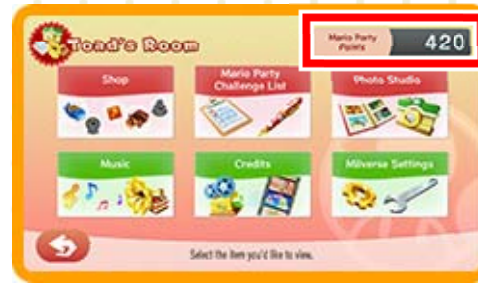 Toad's Room
Mario Party
Points
420
Shop
Mario Party
Challenge List
Photo Studio
Music
Credits
Miiverse Settings
Select the item you'd like to view.